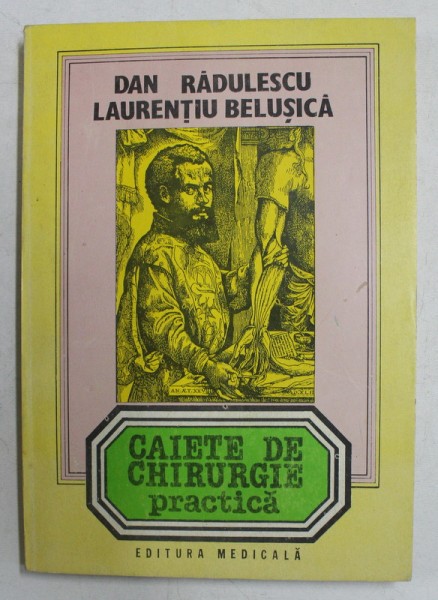 DAN RĂDULESCU
LAURENȚIU BELUȘICĂ
CAIETE DE
CHIRURGIE
practică
EDITURA MEDICALĂ